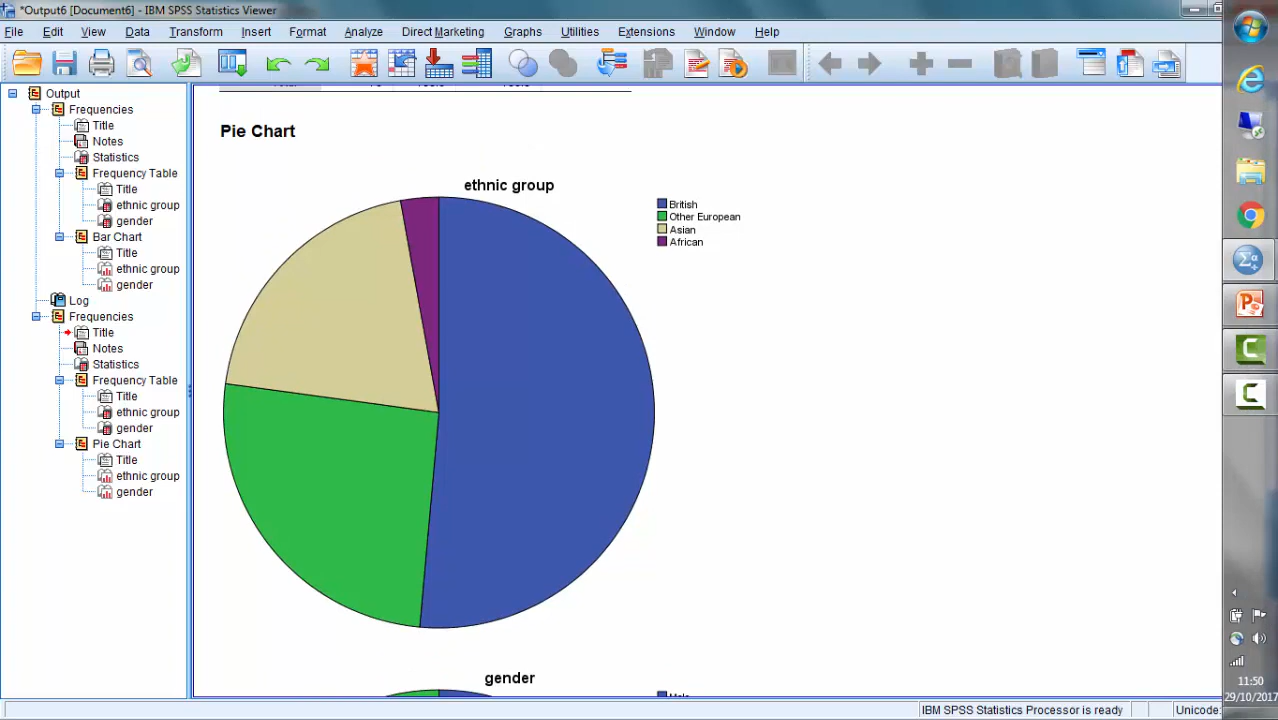 *Output6 [Document6] - IBM SPSS Statistics Viewer
File Edit View Data Transform Insert Format Analyze Direct Marketing Graphs Utilities Extensions Window Help
Output
Frequencies
Title
Notes
Statistics
Frequency Table
Title
ethnic group
gender
Bar Chart
Title
ethnic group
gender
Log
Frequencies
Title
Notes
Statistics
Frequency Table
Title
ethnic group
gender
Pie Chart
Title
ethnic group
gender
Pie Chart
ethnic group
British
Other European
Asian
African
gender
IBM SPSS Statistics Processor is ready
Unicode:
11:50
29/10/2017